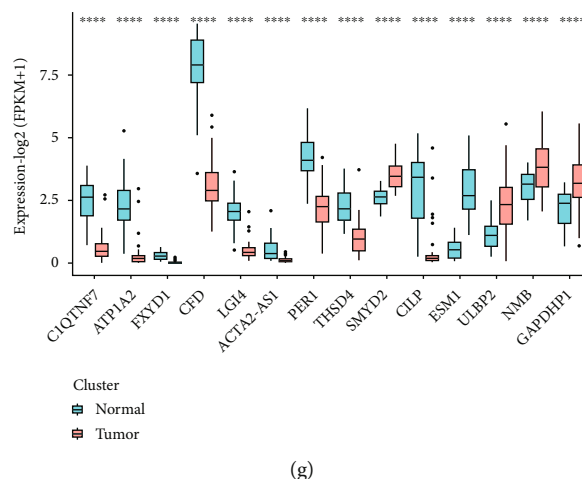 **** **** **** **** **** **** **** **** **** **** **** **** **** ****
Expression-log2 (FPKM+1)
7.5
5
2.5
0
C1QTNF7
ATP1A2
FXYD1
CFD
LGI4
ACTA2-AS1
PER1
THSD4
SMYD2
CILP
ESM1
ULBP2
NMB
GAPDHP1
Cluster
Normal
Tumor
(g)